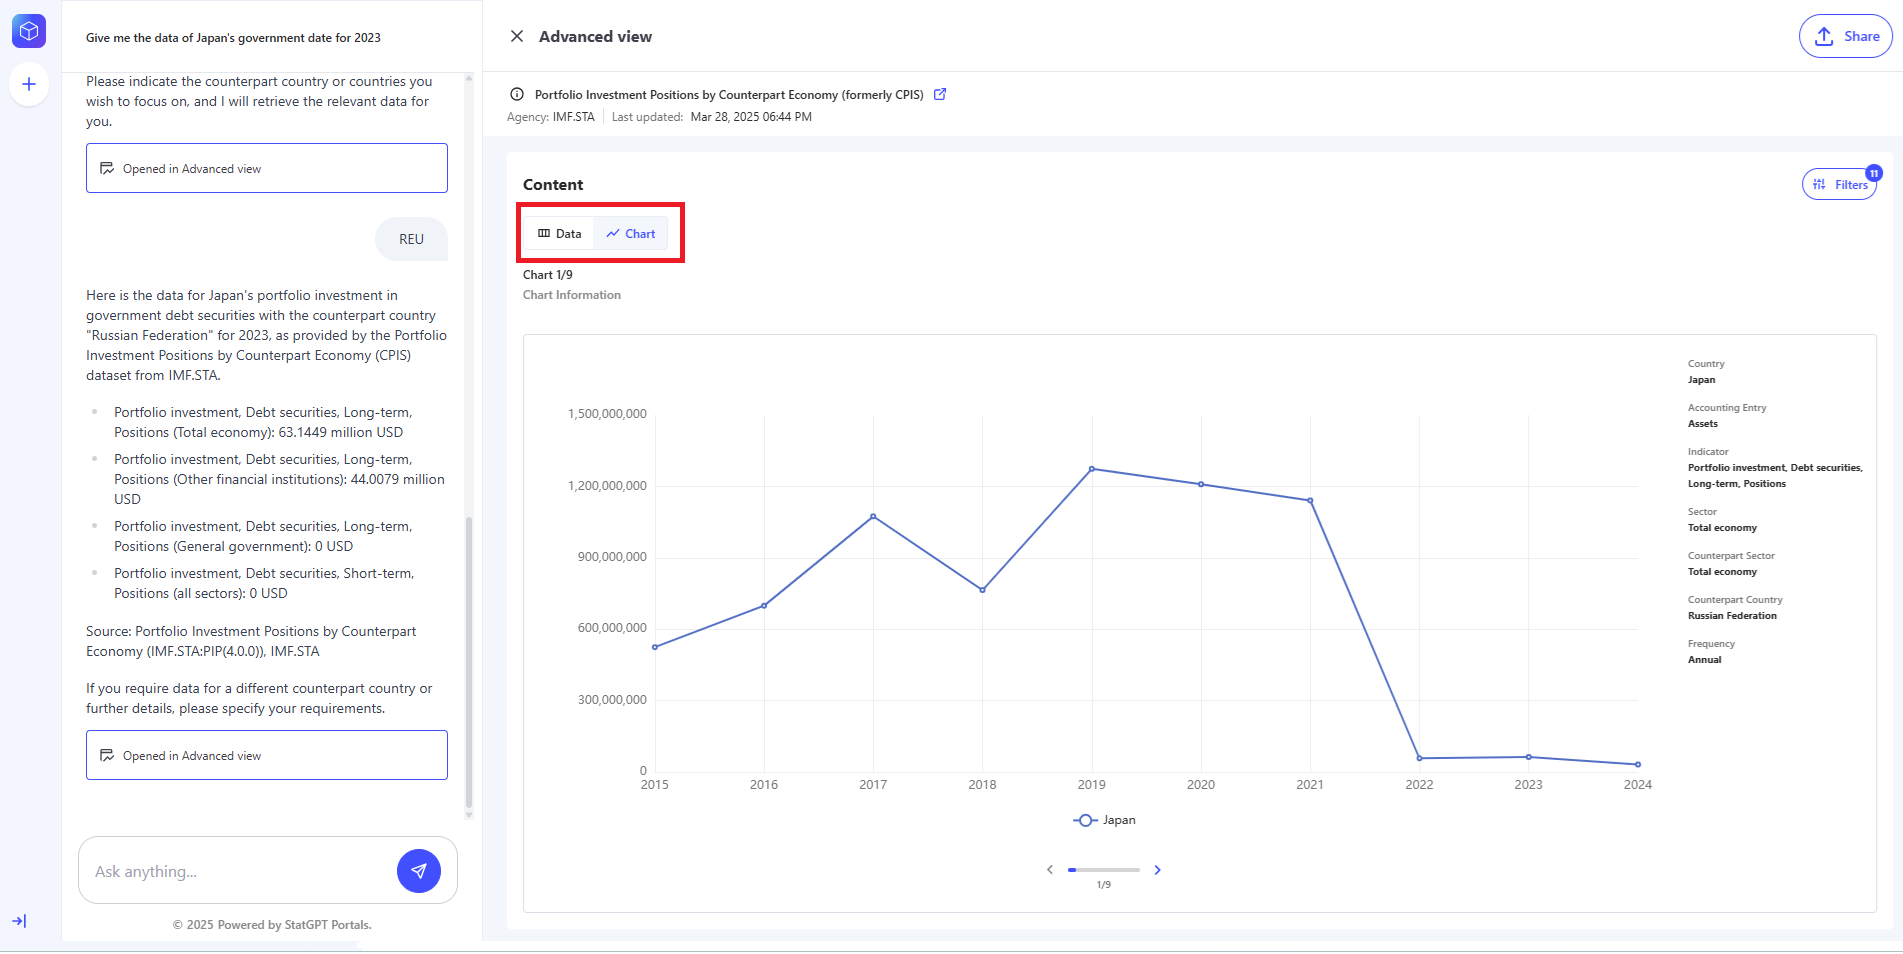 Give me the data of Japan's government date for 2023
Please indicate the counterpart country or countries you
wish to focus on, and I will retrieve the relevant data for
you.
Opened in Advanced view
REU
Here is the data for Japan's portfolio investment in
government debt securities with the counterpart country
"Russian Federation" for 2023, as provided by the Portfolio
Investment Positions by Counterpart Economy (CPIS)
dataset from IMF.STA.
Portfolio investment, Debt securities, Long-term,
Positions (Total economy): 63.1449 million USD
Portfolio investment, Debt securities, Long-term,
Positions (Other financial institutions): 44.0079 million
USD
Portfolio investment, Debt securities, Long-term,
Positions (General government): 0 USD
Portfolio investment, Debt securities, Short-term,
Positions (all sectors): 0 USD
Source: Portfolio Investment Positions by Counterpart
Economy (IMF.STA:PIP(4.0.0)), IMF.STA
If you require data for a different counterpart country or
further details, please specify your requirements.
Opened in Advanced view
Ask anything...
© 2025 Powered by StatGPT Portals.
Advanced view
Share
Portfolio Investment Positions by Counterpart Economy (formerly CPIS)
Agency: IMF.STA Last updated: Mar 28, 2025 06:44 PM
Content
Filters 11
Data Chart
Chart 1/9
Chart Information
1,500,000,000
1,200,000,000
900,000,000
600,000,000
300,000,000
0
2015 2016 2017 2018 2019 2020 2021 2022 2023 2024
Japan
1/9
Country
Japan
Accounting Entry
Assets
Indicator
Portfolio investment, Debt securities,
Long-term, Positions
Sector
Total economy
Counterpart Sector
Total economy
Counterpart Country
Russian Federation
Frequency
Annual